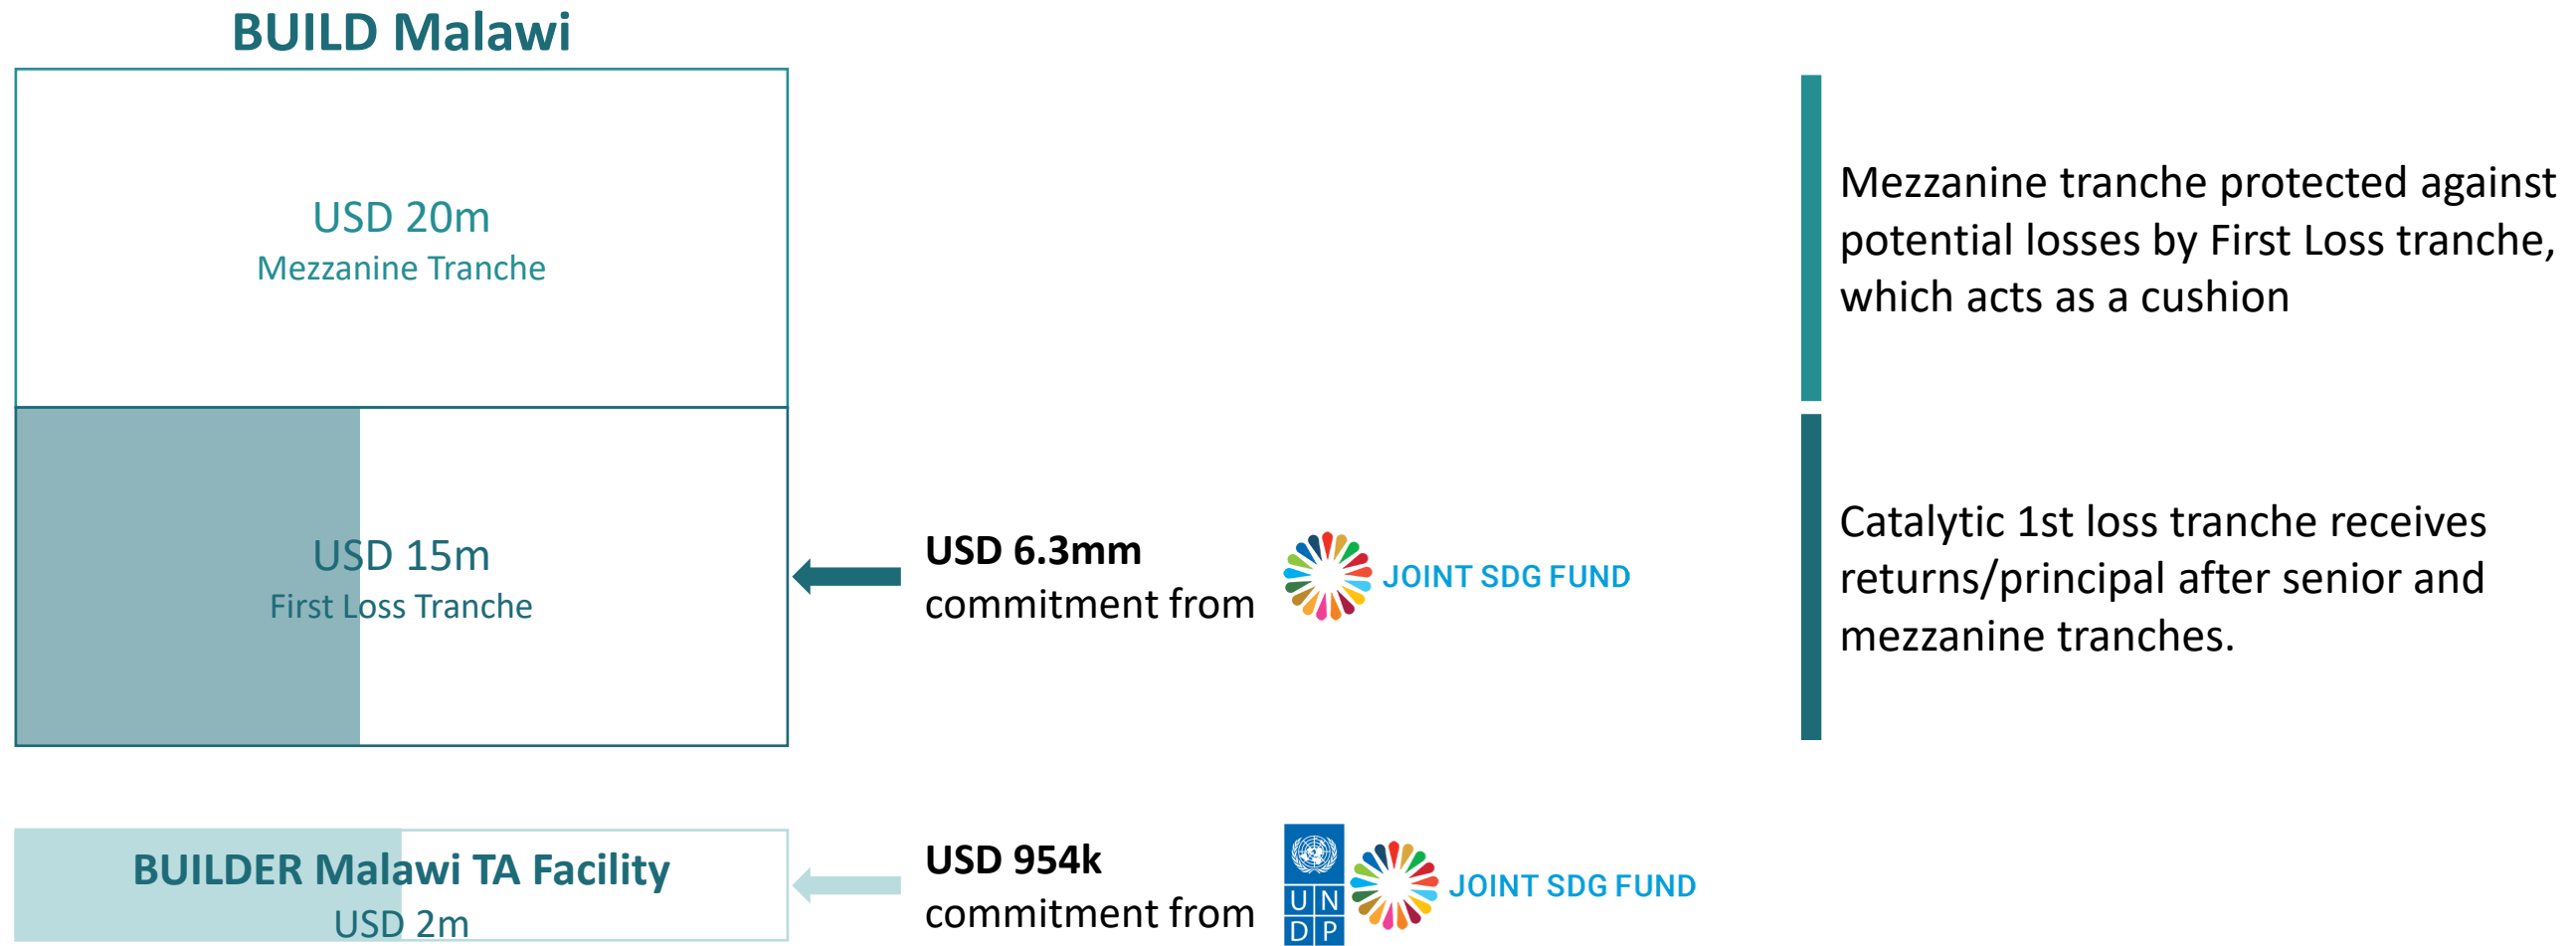 BUILD Malawi
USD 20m
Mezzanine Tranche
Mezzanine tranche protected against
potential losses by First Loss tranche,
which acts as a cushion
USD 15m
First Loss Tranche
USD 6.3mm
commitment from
JOINT SDG FUND
Catalytic 1st loss tranche receives
returns/principal after senior and
mezzanine tranches.
BUILDER Malawi TA Facility
USD 2m
USD 954k
commitment from
U N
D P
JOINT SDG FUND